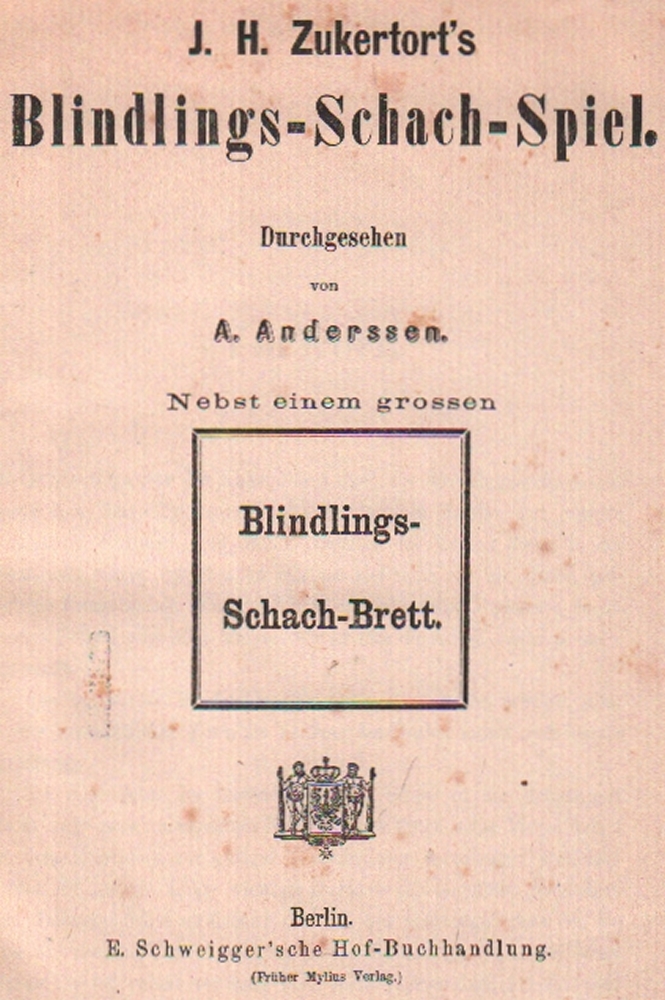 J. H. Zukertort's
Blindlings-Schach-Spiel.
Durchgesehen
von
A. Anderssen.
Nebst einem grossen
Blindlings-
Schach-Brett.
Berlin.
E. Schweigger'sche Hof-Buchhandlung.
(Früher Mylius Verlag.)